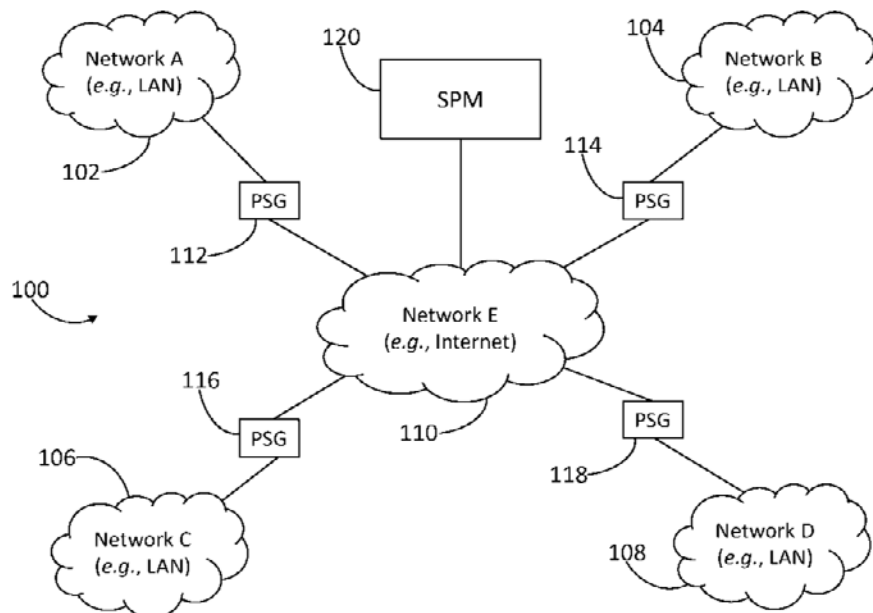 Network A
(e.g., LAN)
102
120
SPM
104
Network B
(e.g., LAN)
PSG
112
114
PSG
100
Network E
(e.g., Internet)
110
116
PSG
106
Network C
(e.g., LAN)
PSG
118
Network D
(e.g., LAN)
108